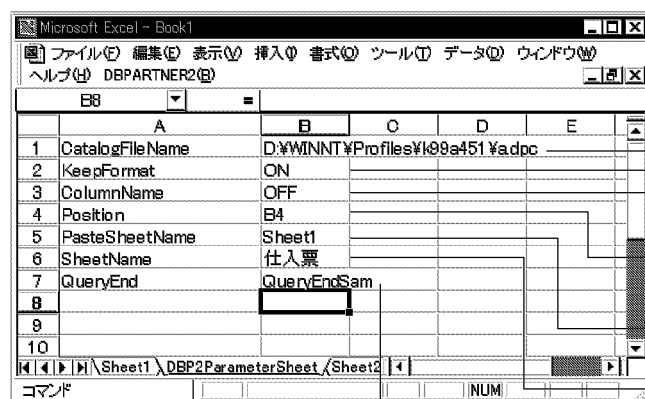 Microsoft Excel - Book1
ファイル(F) 編集(E) 表示(V) 挿入(I) 書式(O) ツール(T) データ(D) ウィンドウ(W)
ヘルプ(H) DBPARTNER2(B)
B8 =
A B C D E
1 CatalogFileName D:¥WINNT¥Profiles¥k99a451¥a.dpc
2 KeepFormat ON
3 ColumnName OFF
4 Position B4
5 PasteSheetName Sheet1
6 SheetName 仕入票
7 QueryEnd QueryEndSam
8
9
10
Sheet1 DBP2ParameterSheet Sheet2
コマンド NUM